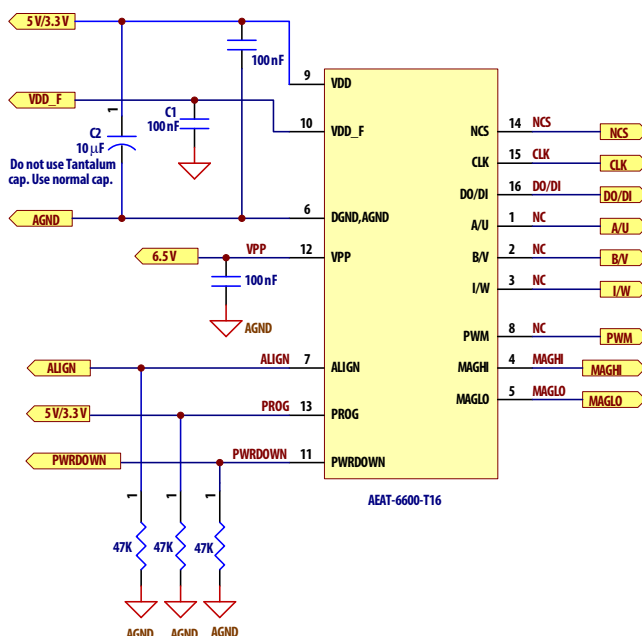 5 V/3.3 V
100 nF
9 VDD
VDD_F
1
C1
100 nF
10 VDD_F
C2
10 µF
Do not use Tantalum
cap. Use normal cap.
AGND
6 DGND,AGND
6.5 V
VPP 12 VPP
100 nF
AGND
ALIGN
ALIGN 7 ALIGN
5 V/3.3 V
PROG 13 PROG
PWRDOWN
PWRDOWN 11 PWRDOWN
NCS 14 NCS NCS
CLK 15 CLK CLK
DO/DI 16 DO/DI DO/DI
A/U 1 NC A/U
B/V 2 NC B/V
I/W 3 NC I/W
PWM 8 NC PWM
MAGHI 4 MAGHI MAGHI
MAGLO 5 MAGLO MAGLO
AEAT-6600-T16
1 1 1
47K 47K 47K
AGND AGND AGND